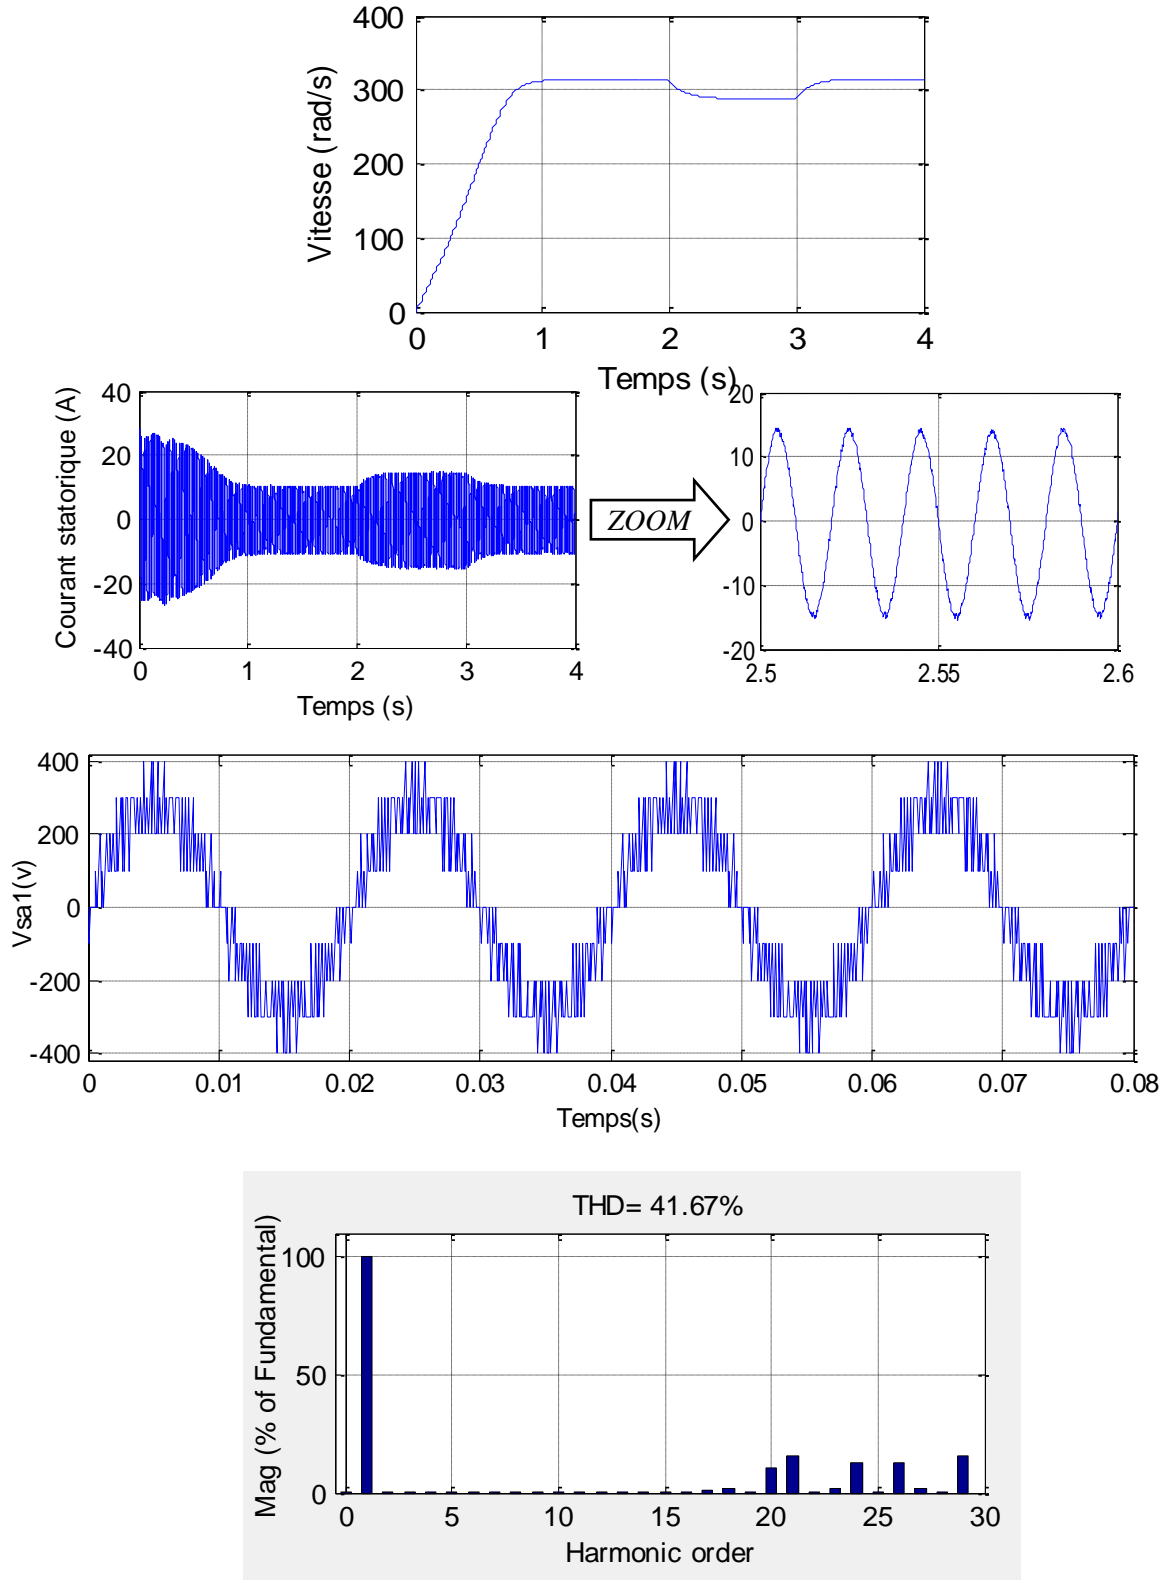 400
300
200
100
0
Vitesse (rad/s)
0 1 2 3 4
Temps (s)
40
20
0
-20
-40
Courant statorique (A)
0 1 2 3 4
Temps (s)
ZOOM
20
10
0
-10
-20
2.5 2.55 2.6
400
200
0
-200
-400
Vsa1(v)
0 0.01 0.02 0.03 0.04 0.05 0.06 0.07 0.08
Temps(s)
THD= 41.67%
100
50
0
Mag (% of Fundamental)
0 5 10 15 20 25 30
Harmonic order